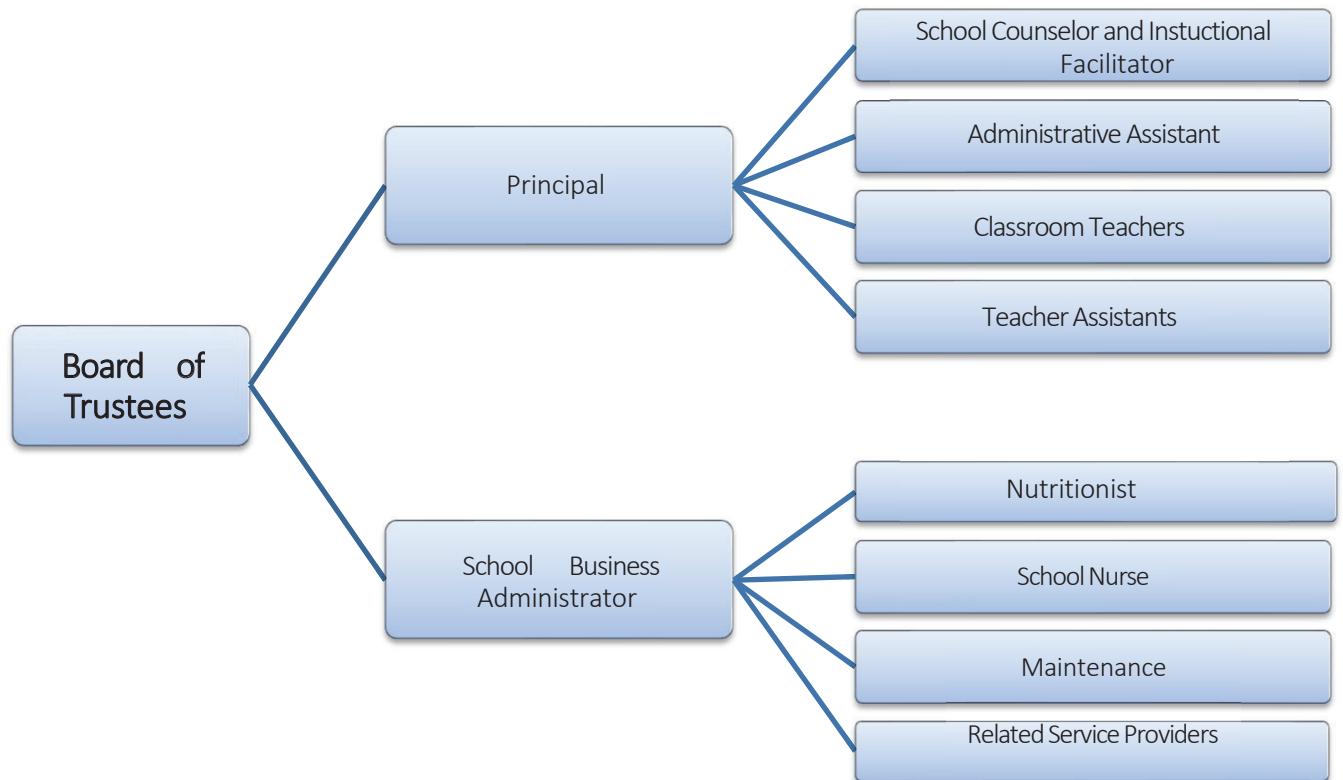 School Counselor and Instuctional
Facilitator
Administrative Assistant
Principal
Classroom Teachers
Teacher Assistants
Board of
Trustees
Nutritionist
School Business
Administrator
School Nurse
Maintenance
Related Service Providers